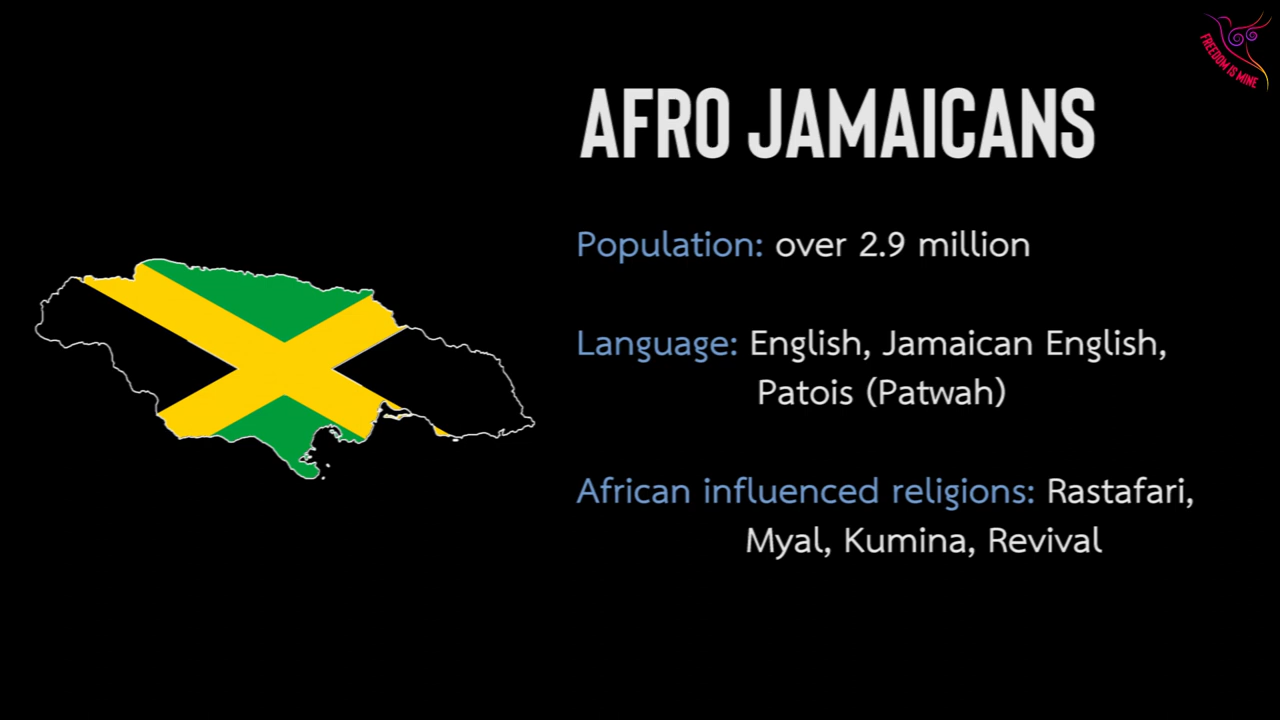 FREEDOM IS MINE
AFRO JAMAICANS
Population: over 2.9 million
Language: English, Jamaican English,
Patois (Patwah)
African influenced religions: Rastafari,
Myal, Kumina, Revival